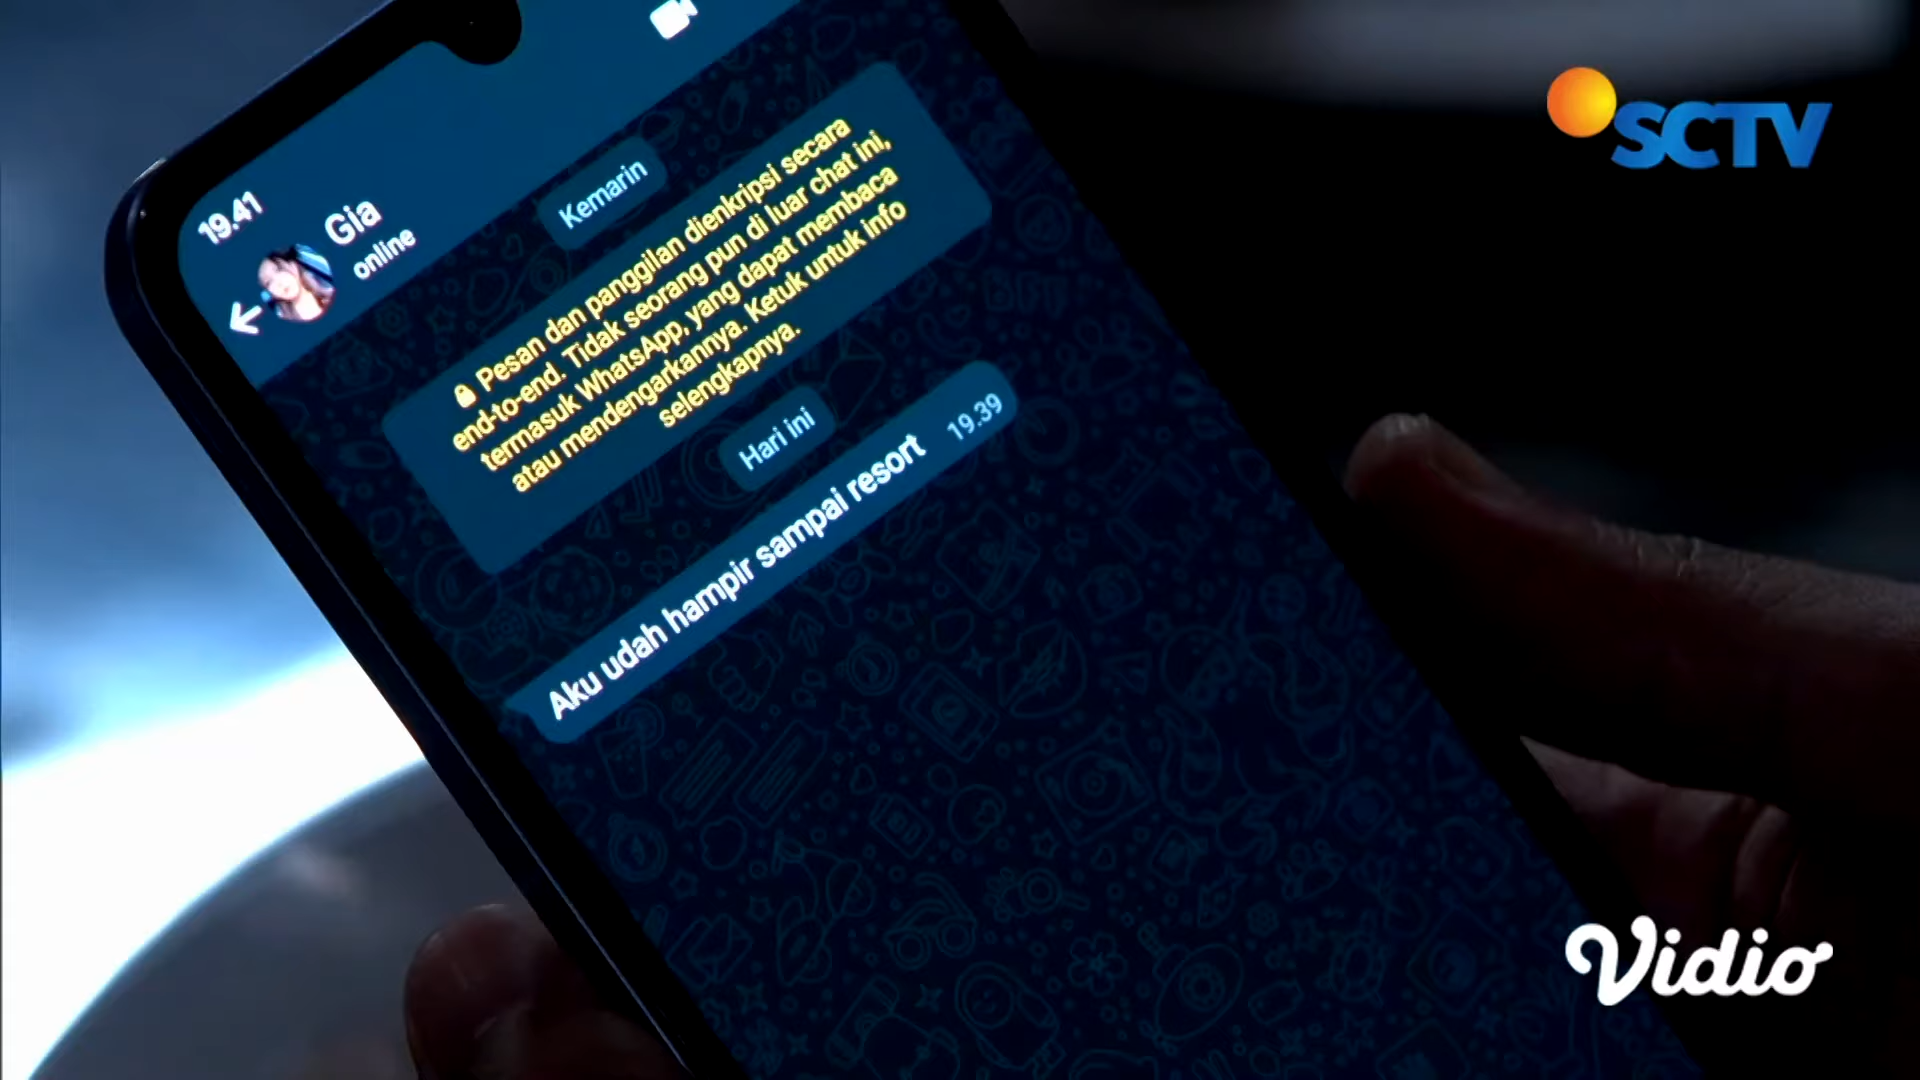 SCTV
19.41
Gia
online
Kemarin
Pesan dan panggilan dienkripsi secara
end-to-end. Tidak seorang pun di luar chat ini,
termasuk WhatsApp, yang dapat membaca
atau mendengarkannya. Ketuk untuk info
selengkapnya.
Hari ini
Aku udah hampir sampai resort 19.39
Vidio